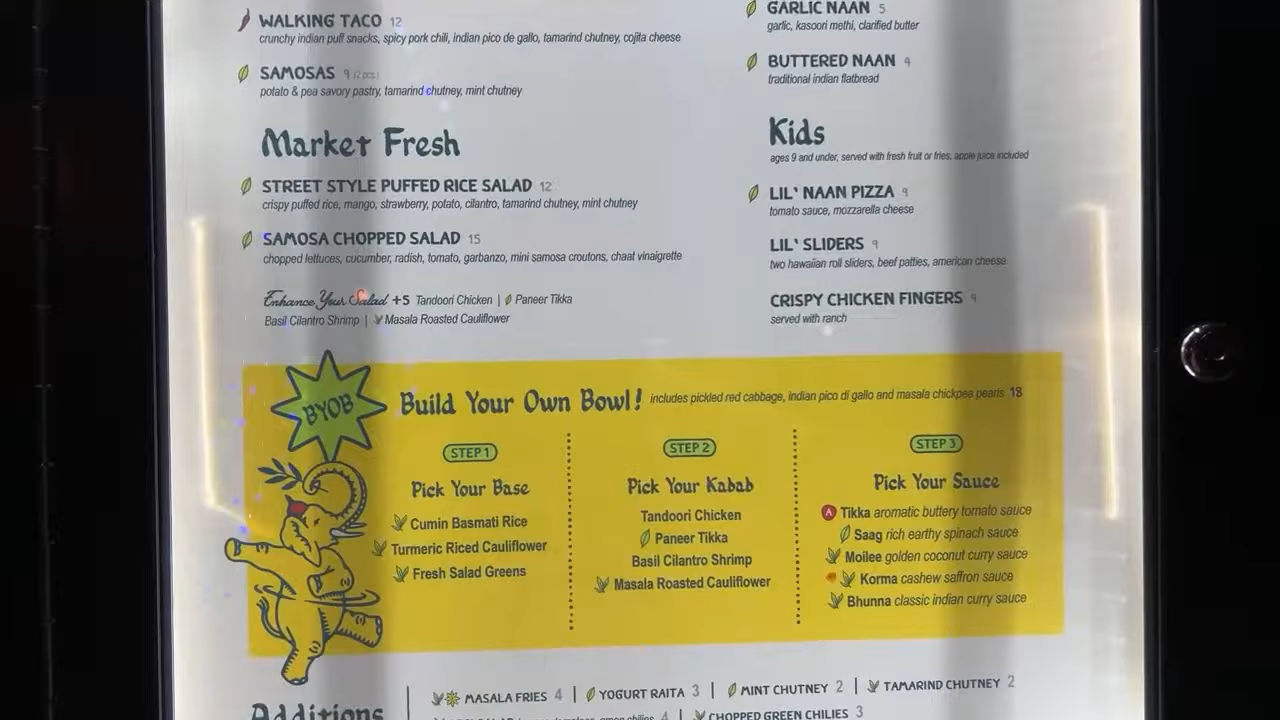 WALKING TACO 12
crunchy indian puff snacks, spicy pork chili, indian pico de gallo, tamarind chutney, cojita cheese
SAMOSAS 9 (2 pcs)
potato & pea savory pastry, tamarind chutney, mint chutney
Market Fresh
STREET STYLE PUFFED RICE SALAD 12
crispy puffed rice, mango, strawberry, potato, cilantro, tamarind chutney, mint chutney
SAMOSA CHOPPED SALAD 15
chopped lettuces, cucumber, radish, tomato, garbanzo, mini samosa croutons, chaat vinaigrette
Enhance Your Salad +5 Tandoori Chicken | Paneer Tikka
Basil Cilantro Shrimp | Masala Roasted Cauliflower
GARLIC NAAN 5
garlic, kasoori methi, clarified butter
BUTTERED NAAN 4
traditional indian flatbread
Kids
ages 9 and under, served with fresh fruit or fries, apple juice included
LIL' NAAN PIZZA 9
tomato sauce, mozzarella cheese
LIL' SLIDERS 9
two hawaiian roll sliders, beef patties, american cheese
CRISPY CHICKEN FINGERS 9
served with ranch
BYOB
Build Your Own Bowl! includes pickled red cabbage, indian pico di gallo and masala chickpea pearls 18
STEP 1
Pick Your Base
Cumin Basmati Rice
Turmeric Riced Cauliflower
Fresh Salad Greens
STEP 2
Pick Your Kabab
Tandoori Chicken
Paneer Tikka
Basil Cilantro Shrimp
Masala Roasted Cauliflower
STEP 3
Pick Your Sauce
A Tikka aromatic buttery tomato sauce
Saag rich earthy spinach sauce
Moilee golden coconut curry sauce
Korma cashew saffron sauce
Bhunna classic indian curry sauce
Additions
MASALA FRIES 4 | YOGURT RAITA 3 | MINT CHUTNEY 2 | TAMARIND CHUTNEY 2
4 | CHOPPED GREEN CHILIES 3